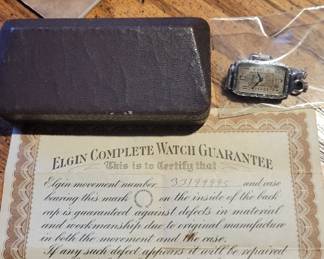 ELGIN COMPLETE WATCH GUARANTEE
This is to Certify that
Elgin movement number 33199995 and case
bearing this mark on the inside of the back
cap is guaranteed against defects in material
and workmanship due to original manufacture
in both the movement and the case.
If any such defect appears it will be repaired